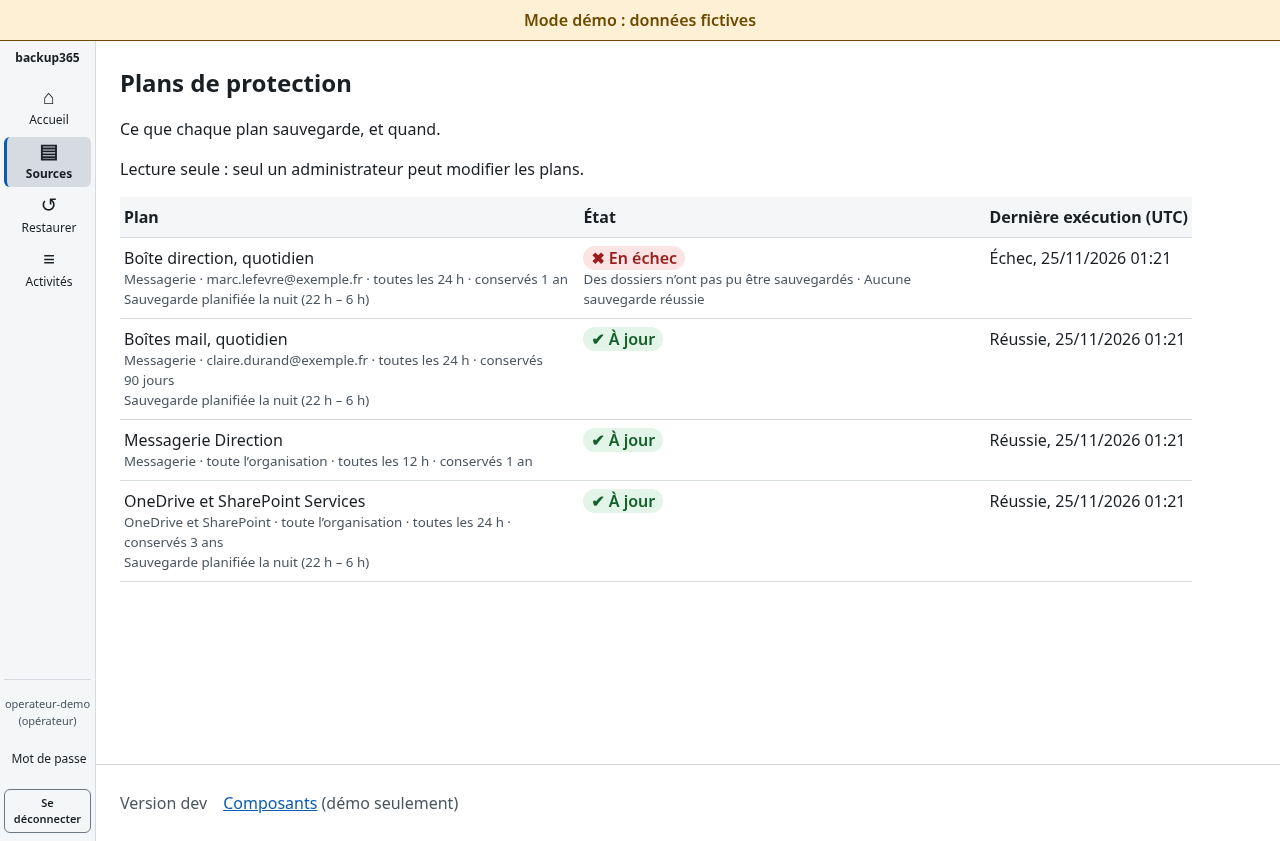 Mode démo : données fictives
backup365
Accueil
Sources
Restaurer
Activités
operateur-demo
(opérateur)
Mot de passe
Se
déconnecter
Plans de protection
Ce que chaque plan sauvegarde, et quand.
Lecture seule : seul un administrateur peut modifier les plans.
Plan État Dernière exécution (UTC)
Boîte direction, quotidien ✖ En échec Échec, 25/11/2026 01:21
Messagerie · marc.lefevre@exemple.fr · toutes les 24 h · conservés 1 an Des dossiers n’ont pas pu être sauvegardés · Aucune
Sauvegarde planifiée la nuit (22 h – 6 h) sauvegarde réussie
Boîtes mail, quotidien ✔ À jour Réussie, 25/11/2026 01:21
Messagerie · claire.durand@exemple.fr · toutes les 24 h · conservés
90 jours
Sauvegarde planifiée la nuit (22 h – 6 h)
Messagerie Direction ✔ À jour Réussie, 25/11/2026 01:21
Messagerie · toute l’organisation · toutes les 12 h · conservés 1 an
OneDrive et SharePoint Services ✔ À jour Réussie, 25/11/2026 01:21
OneDrive et SharePoint · toute l’organisation · toutes les 24 h ·
conservés 3 ans
Sauvegarde planifiée la nuit (22 h – 6 h)
Version dev Composants (démo seulement)